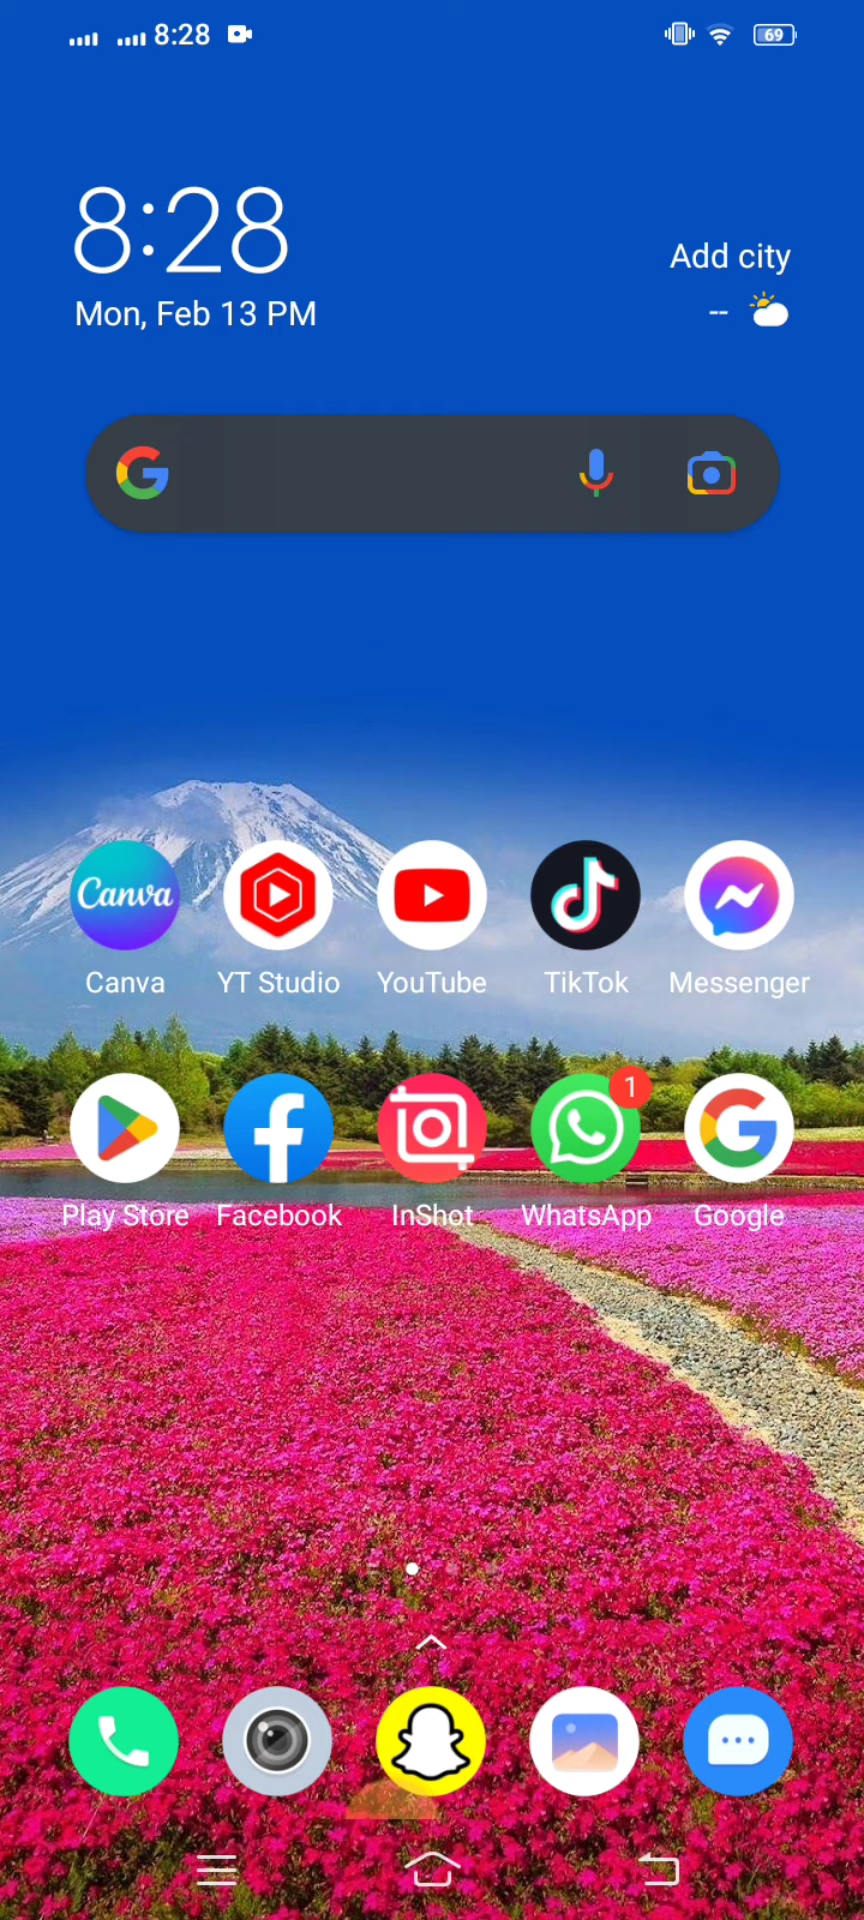 8:28
69
8:28
Mon, Feb 13 PM
Add city
--
Canva
Canva
YT Studio
YouTube
TikTok
Messenger
1
Play Store
Facebook
InShot
WhatsApp
Google